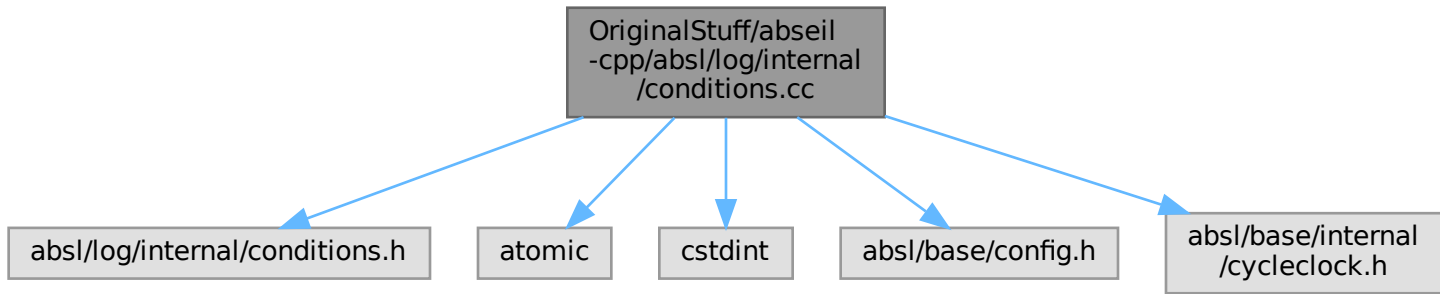 OriginalStuff/abseil
-cpp/absl/log/internal
/conditions.cc
absl/log/internal/conditions.h
atomic
cstdint
absl/base/config.h
absl/base/internal
/cycleclock.h